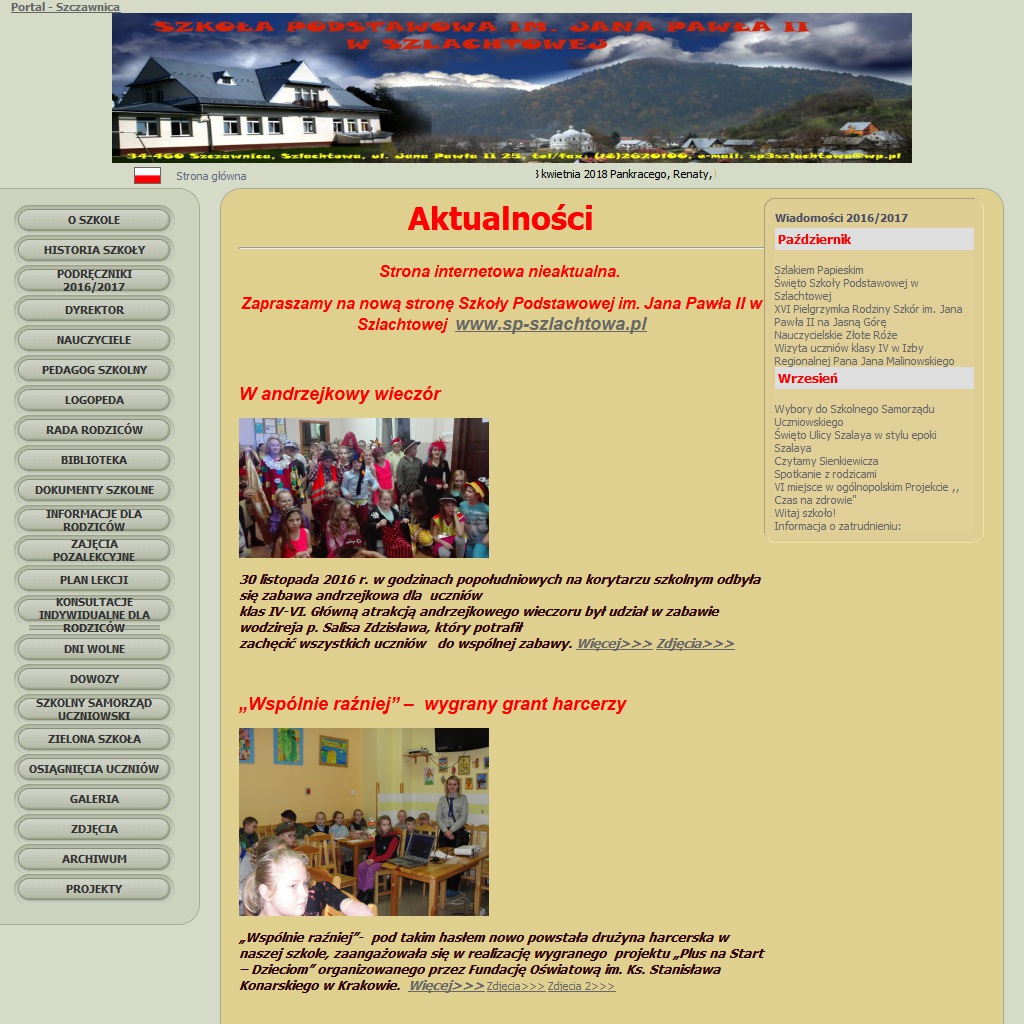 Portal - Szczawnica
SZKOŁA PODSTAWOWA IM. JANA PAWŁA II
W SZLACHTOWEJ
34-460 Szczawnica, Szlachtowa, ul. Jana Pawła II 25, tel/fax: (18)2620100, e-mail: sp3szlachtowa@wp.pl
Strona główna
kwietnia 2018 Pankracego, Renaty,
O SZKOLE
HISTORIA SZKOŁY
PODRĘCZNIKI
2016/2017
DYREKTOR
NAUCZYCIELE
PEDAGOG SZKOLNY
LOGOPEDA
RADA RODZICÓW
BIBLIOTEKA
DOKUMENTY SZKOLNE
INFORMACJE DLA
RODZICÓW
ZAJĘCIA
POZALEKCYJNE
PLAN LEKCJI
KONSULTACJE
INDYWIDUALNE DLA
RODZICÓW
DNI WOLNE
DOWOZY
SZKOLNY SAMORZĄD
UCZNIOWSKI
ZIELONA SZKOŁA
OSIĄGNIĘCIA UCZNIÓW
GALERIA
ZDJĘCIA
ARCHIWUM
PROJEKTY
Aktualności
Strona internetowa nieaktualna.
Zapraszamy na nową stronę Szkoły Podstawowej im. Jana Pawła II w
Szlachtowej www.sp-szlachtowa.pl
W andrzejkowy wieczór
30 listopada 2016 r. w godzinach popołudniowych na korytarzu szkolnym odbyła
się zabawa andrzejkowa dla uczniów
klas IV-VI. Główną atrakcją andrzejkowego wieczoru był udział w zabawie
wodzireja p. Salisa Zdzisława, który potrafił
zachęcić wszystkich uczniów do wspólnej zabawy. Więcej>>> Zdjęcia>>>
„Wspólnie raźniej” – wygrany grant harcerzy
„Wspólnie raźniej”- pod takim hasłem nowo powstała drużyna harcerska w
naszej szkole, zaangażowała się w realizację wygranego projektu „Plus na Start
– Dzieciom” organizowanego przez Fundację Oświatową im. Ks. Stanisława
Konarskiego w Krakowie. Więcej>>> Zdjęcia>>> Zdjęcia 2>>>
Wiadomości 2016/2017
Październik
Szlakiem Papieskim
Święto Szkoły Podstawowej w
Szlachtowej
XVI Pielgrzymka Rodziny Szkór im. Jana
Pawła II na Jasną Górę
Nauczycielskie Złote Róże
Wizyta uczniów klasy IV w Izby
Regionalnej Pana Jana Malinowskiego
Wrzesień
Wybory do Szkolnego Samorządu
Uczniowskiego
Święto Ulicy Szalaya w stylu epoki
Szalaya
Czytamy Sienkiewicza
Spotkanie z rodzicami
VI miejsce w ogólnopolskim Projekcie ,,
Czas na zdrowie"
Witaj szkoło!
Informacja o zatrudnieniu: